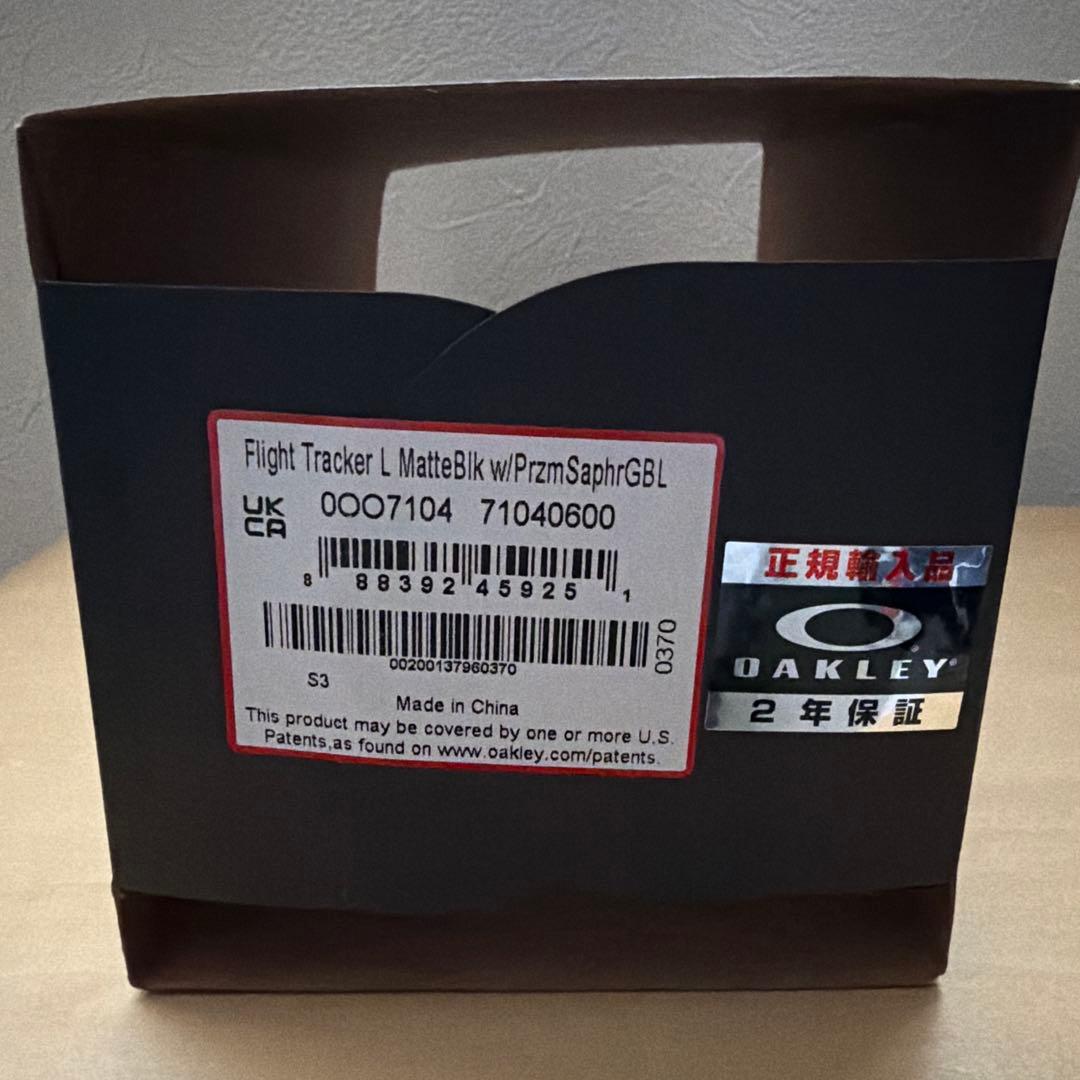 Flight Tracker L MatteBlk w/PrzmSaphrGBL
UK
CA
0OO7104 71040600
8 88392 45925 1
00200137960370
0370
S3
Made in China
This product may be covered by one or more U.S.
Patents,as found on www.oakley.com/patents.
正規輸入品
OAKLEY
2年保証